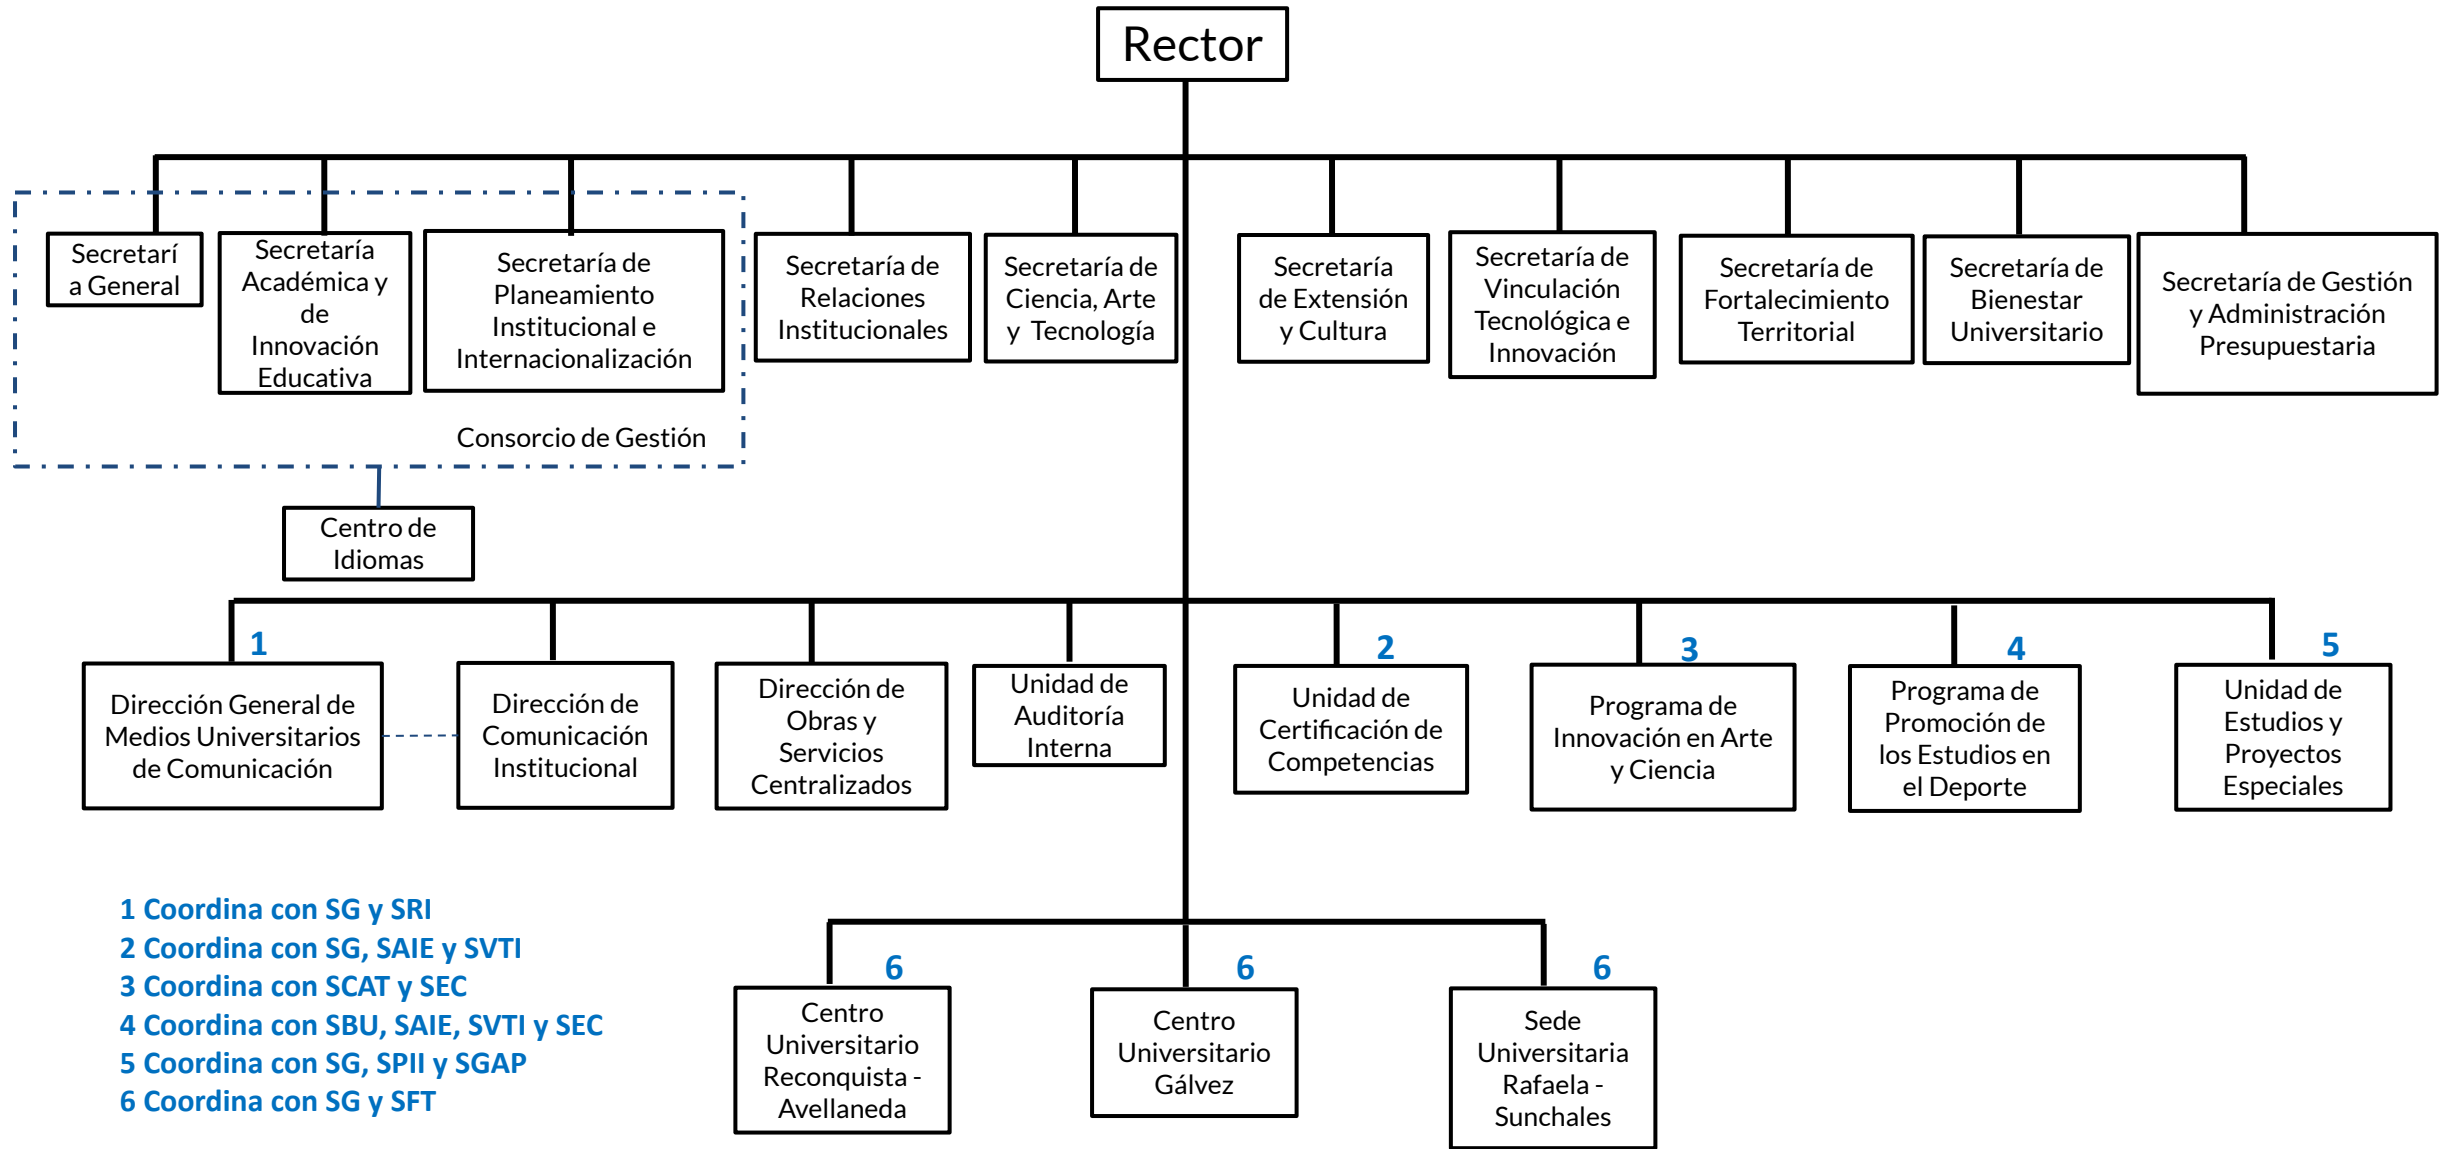 Rector
Secretarí
a General
Secretaría
Académica y
de
Innovación
Educativa
Secretaría de
Planeamiento
Institucional e
Internacionalización
Secretaría de
Relaciones
Institucionales
Secretaría de
Ciencia, Arte
y Tecnología
Secretaría
de Extensión
y Cultura
Secretaría de
Vinculación
Tecnológica e
Innovación
Secretaría de
Fortalecimiento
Territorial
Secretaría de
Bienestar
Universitario
Secretaría de Gestión
y Administración
Presupuestaria
Consorcio de Gestión
Centro de
Idiomas
1
Dirección General de
Medios Universitarios
de Comunicación
Dirección de
Comunicación
Institucional
Dirección de
Obras y
Servicios
Centralizados
Unidad de
Auditoría
Interna
2
Unidad de
Certificación de
Competencias
3
Programa de
Innovación en Arte
y Ciencia
4
Programa de
Promoción de
los Estudios en
el Deporte
5
Unidad de
Estudios y
Proyectos
Especiales
1 Coordina con SG y SRI
2 Coordina con SG, SAIE y SVTI
3 Coordina con SCAT y SEC
4 Coordina con SBU, SAIE, SVTI y SEC
5 Coordina con SG, SPII y SGAP
6 Coordina con SG y SFT
6
Centro
Universitario
Reconquista -
Avellaneda
6
Centro
Universitario
Gálvez
6
Sede
Universitaria
Rafaela -
Sunchales